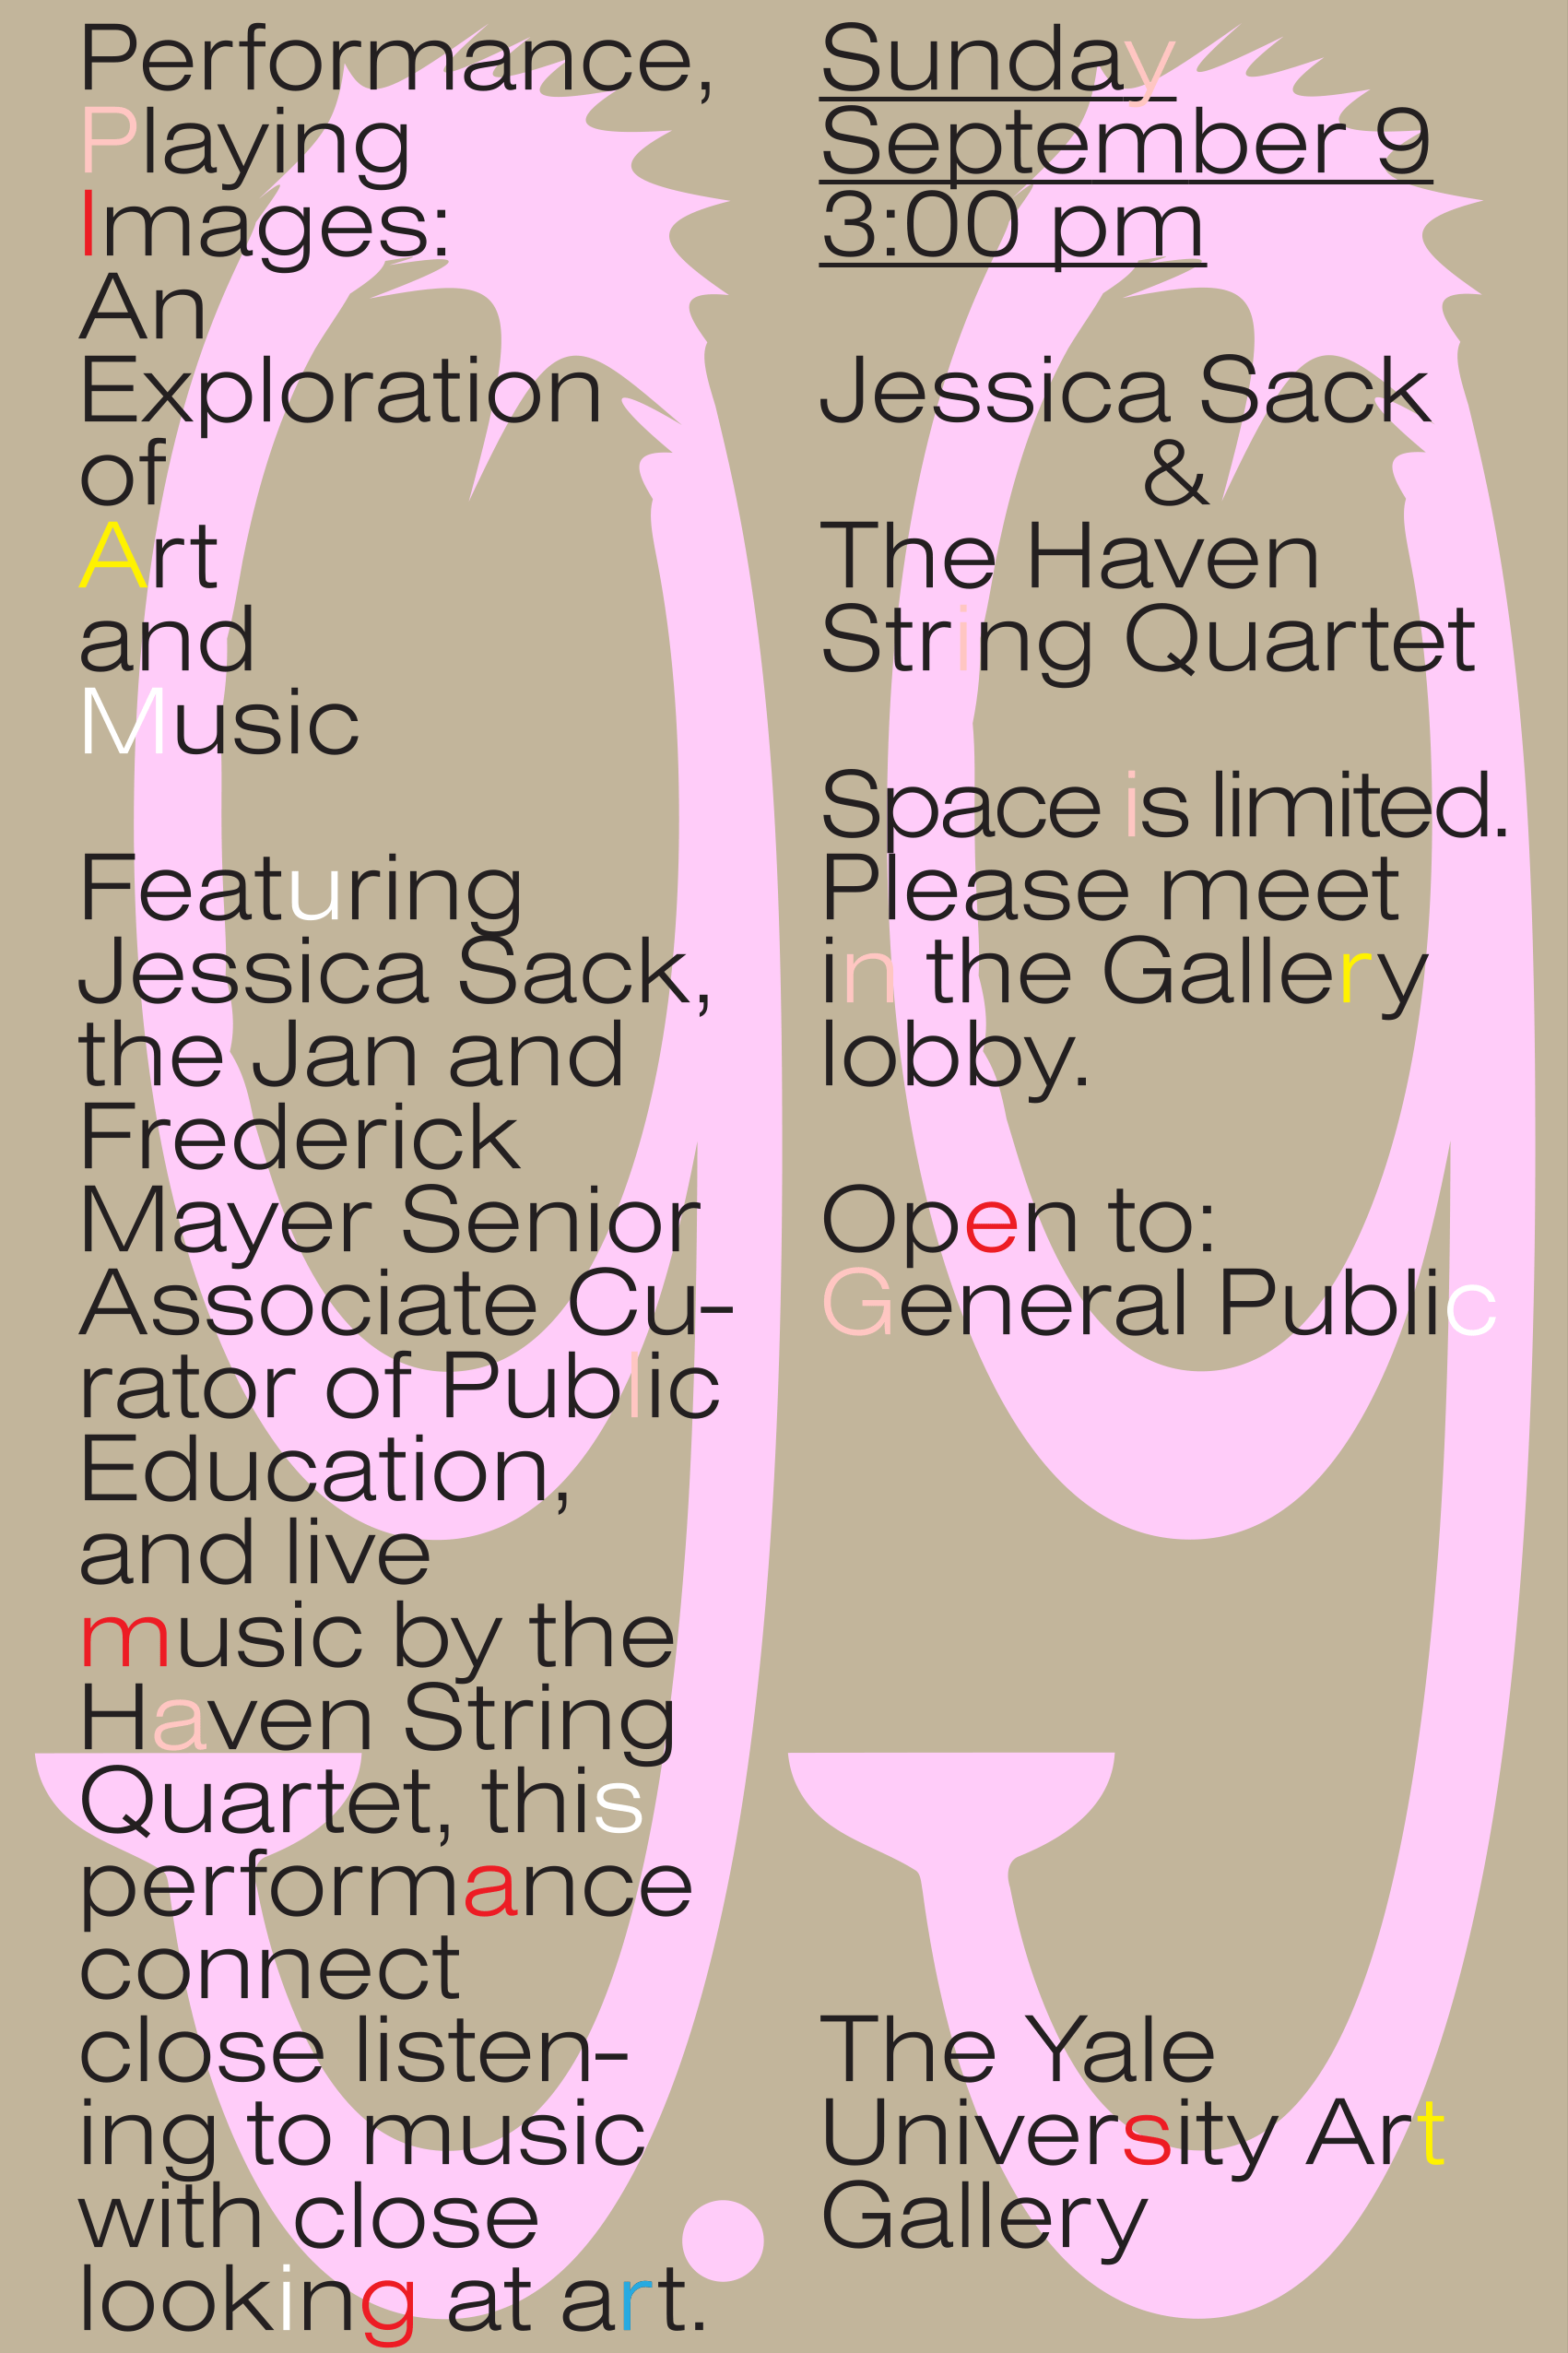 Performance,
Playing
Images:
An
Exploration
of
Art
and
Music
Featuring
Jessica Sack,
the Jan and
Frederick
Mayer Senior
Associate Cu-
rator of Public
Education,
and live
music by the
Haven String
Quartet, this
performance
connect
close listen-
ing to music
with close
looking at art.
Sunday
September 9
3:00 pm
Jessica Sack
&
The Haven
String Quartet
Space is limited.
Please meet
in the Gallery
lobby.
Open to:
General Public
The Yale
University Art
Gallery